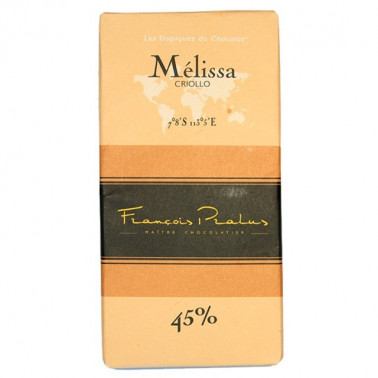 Les Tropiques du Chocolat
Mélissa
CRIOLLO
7°8'S 113°5'E
François Pralus
MAÎTRE CHOCOLATIER
45%